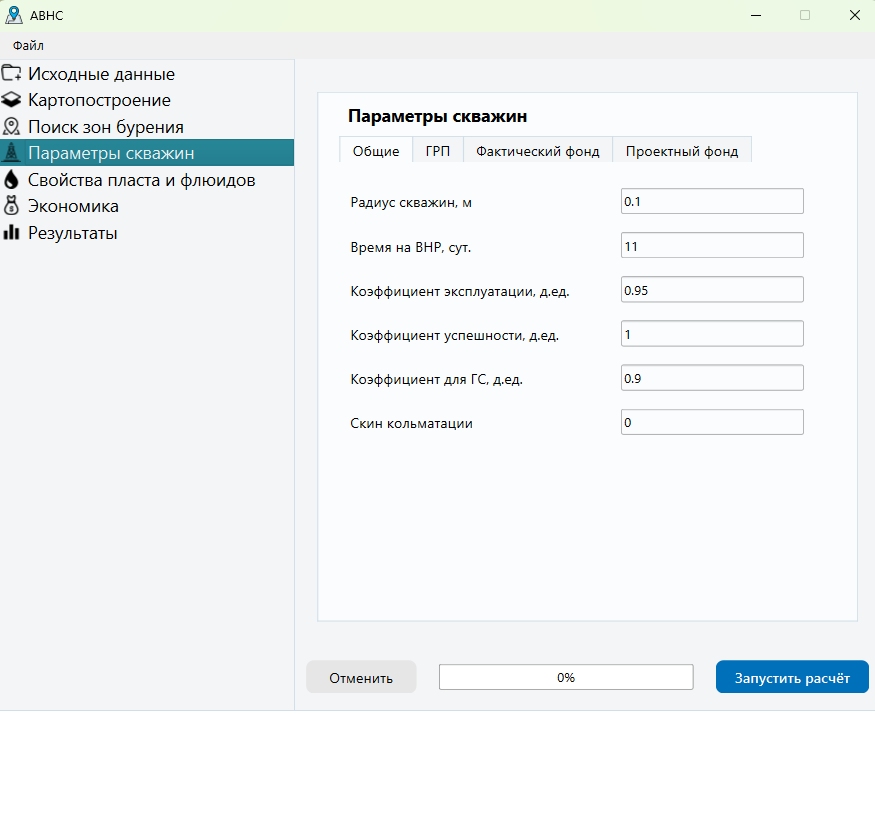 АВНС
Файл
Исходные данные
Картопостроение
Поиск зон бурения
Параметры скважин
Свойства пласта и флюидов
Экономика
Результаты
Параметры скважин
Общие ГРП Фактический фонд Проектный фонд
Радиус скважин, м 0.1
Время на ВНР, сут. 11
Коэффициент эксплуатации, д.ед. 0.95
Коэффициент успешности, д.ед. 1
Коэффициент для ГС, д.ед. 0.9
Скин кольматации 0
Отменить 0% Запустить расчёт